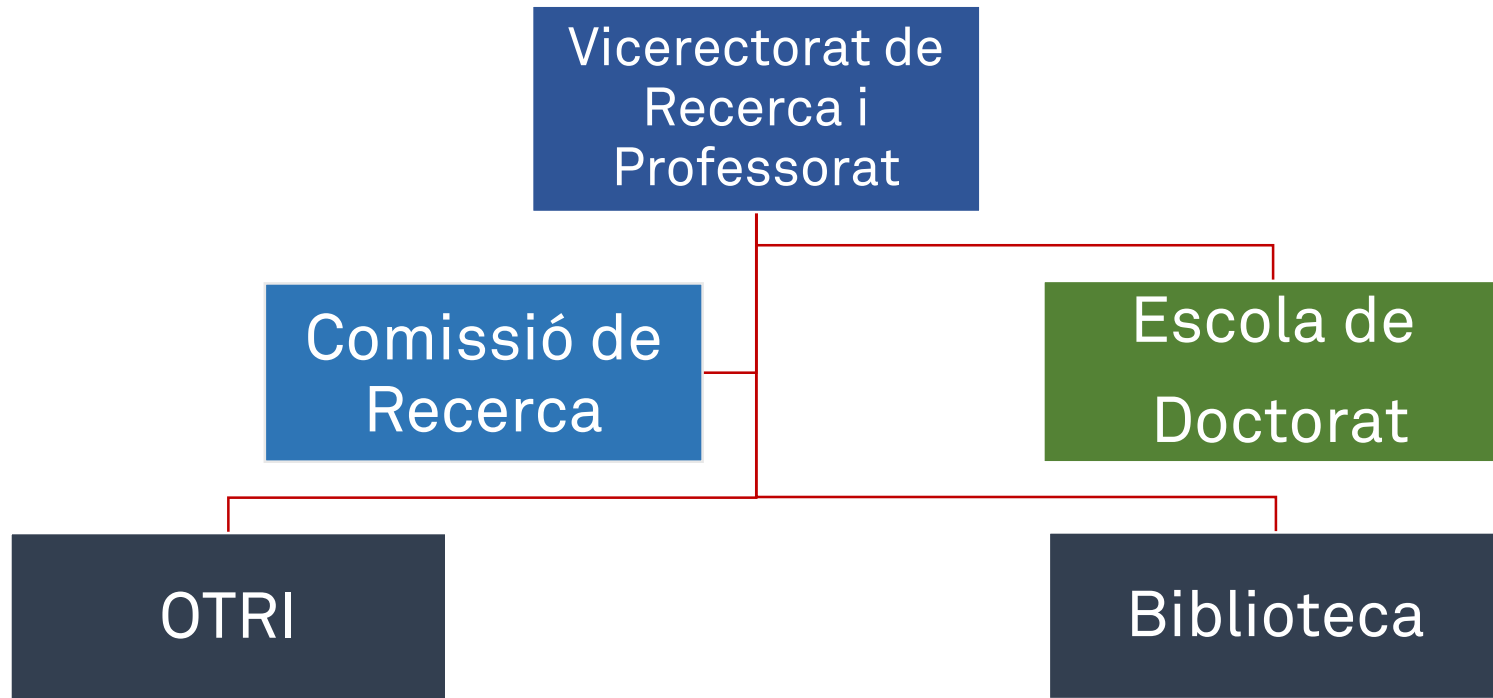 Vicerectorat de
Recerca i
Professorat
Comissió de
Recerca
Escola de
Doctorat
OTRI
Biblioteca